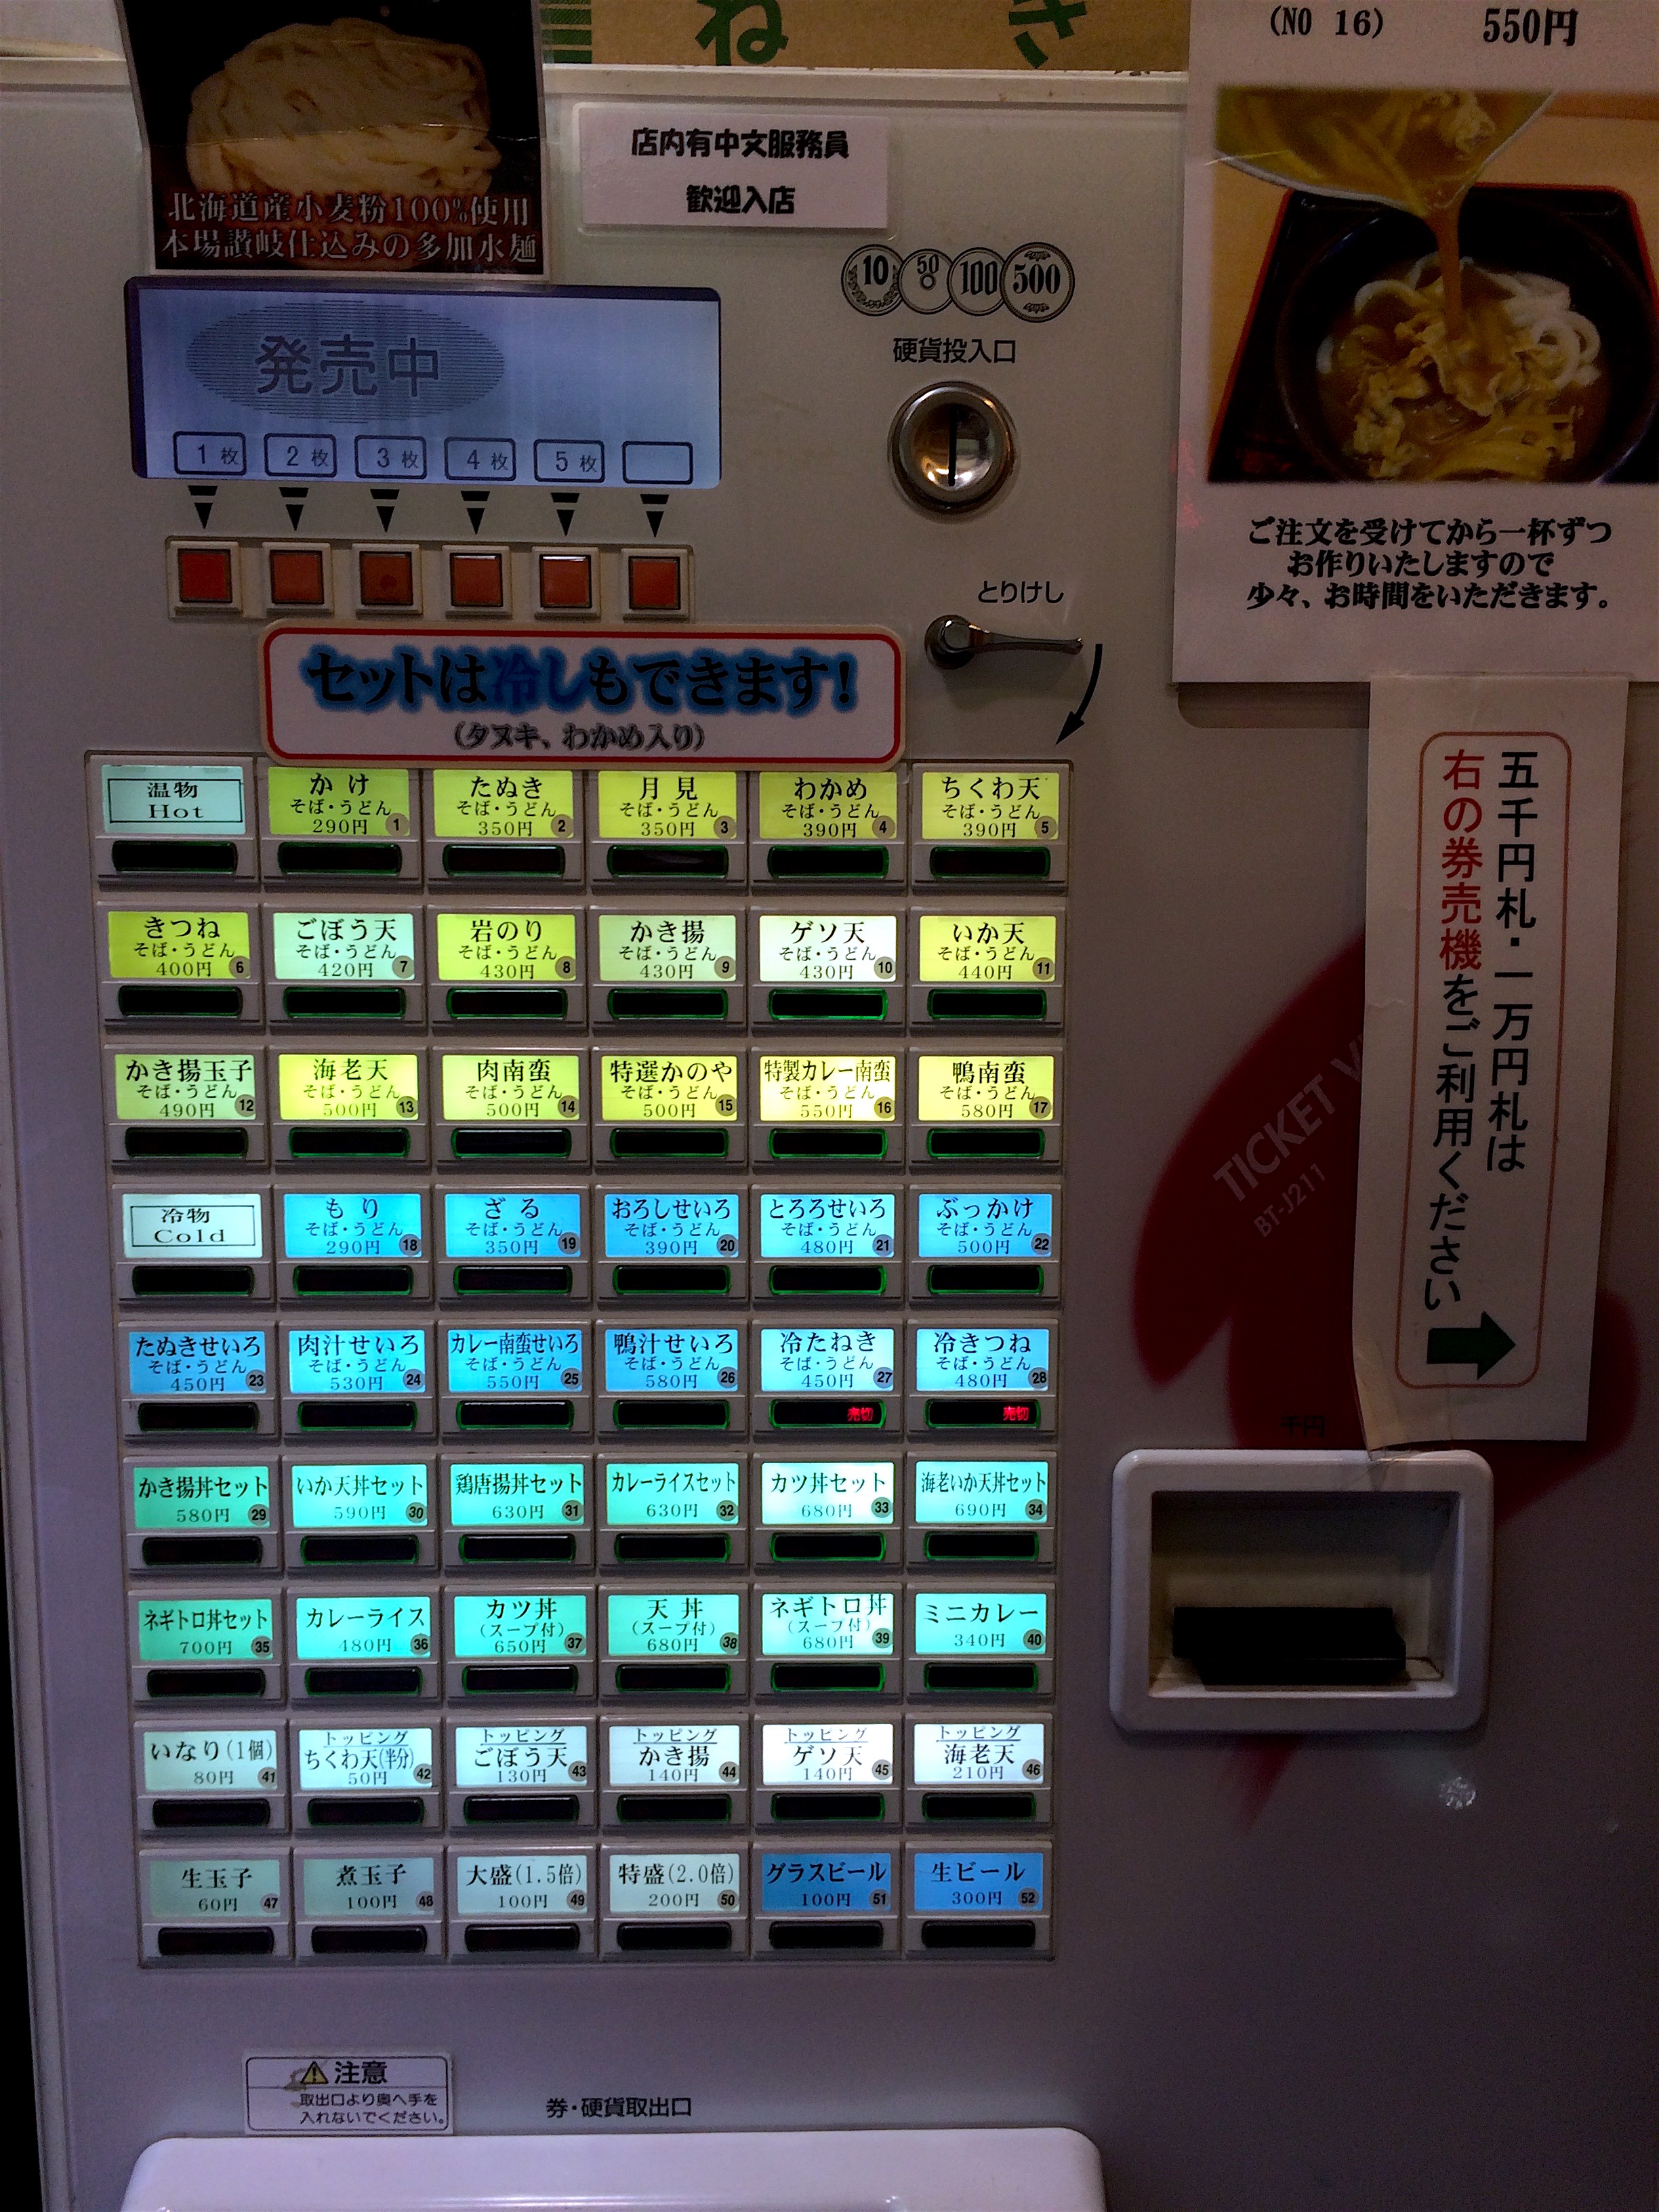 ねぎ
(NO 16) 550円
北海道産小麦粉100%使用
本場讃岐仕込みの多加水麺
店内有中文服務員
歓迎入店
10 50 100 500
硬貨投入口
発売中
1枚 2枚 3枚 4枚 5枚
とりけし
ご注文を受けてから一杯ずつ
お作りいたしますので
少々、お時間をいただきます。
セットは冷しもできます!
(タヌキ、わかめ入り)
五千円札・一万円札は
右の券売機をご利用ください
TICKET
BT-J211
千円
温物
Hot
かけ
そば・うどん
290円 1
たぬき
そば・うどん
350円 2
月見
そば・うどん
350円 3
わかめ
そば・うどん
390円 4
ちくわ天
そば・うどん
390円 5
きつね
そば・うどん
400円 6
ごぼう天
そば・うどん
420円 7
岩のり
そば・うどん
430円 8
かき揚
そば・うどん
430円 9
ゲソ天
そば・うどん
430円 10
いか天
そば・うどん
440円 11
かき揚玉子
そば・うどん
490円 12
海老天
そば・うどん
500円 13
肉南蛮
そば・うどん
500円 14
特選かのや
そば・うどん
500円 15
特製カレー南蛮
そば・うどん
550円 16
鴨南蛮
そば・うどん
580円 17
冷物
Cold
もり
そば・うどん
290円 18
ざる
そば・うどん
350円 19
おろしせいろ
そば・うどん
390円 20
とろろせいろ
そば・うどん
480円 21
ぶっかけ
そば・うどん
500円 22
たぬきせいろ
そば・うどん
450円 23
肉汁せいろ
そば・うどん
530円 24
カレー南蛮せいろ
そば・うどん
550円 25
鴨汁せいろ
そば・うどん
580円 26
冷たねき
そば・うどん
450円 27
売切
冷きつね
そば・うどん
480円 28
売切
かき揚丼セット
580円 29
いか天丼セット
590円 30
鶏唐揚丼セット
630円 31
カレーライスセット
630円 32
カツ丼セット
680円 33
海老いか天丼セット
690円 34
ネギトロ丼セット
700円 35
カレーライス
480円 36
カツ丼
(スープ付)
650円 37
天丼
(スープ付)
680円 38
ネギトロ丼
(スープ付)
680円 39
ミニカレー
340円 40
いなり(1個)
80円 41
トッピング
ちくわ天(半分)
50円 42
トッピング
ごぼう天
130円 43
トッピング
かき揚
140円 44
トッピング
ゲソ天
140円 45
トッピング
海老天
210円 46
生玉子
60円 47
煮玉子
100円 48
大盛(1.5倍)
100円 49
特盛(2.0倍)
200円 50
グラスビール
100円 51
生ビール
300円 52
注意
取出口より奥へ手を
入れないでください。
券・硬貨取出口